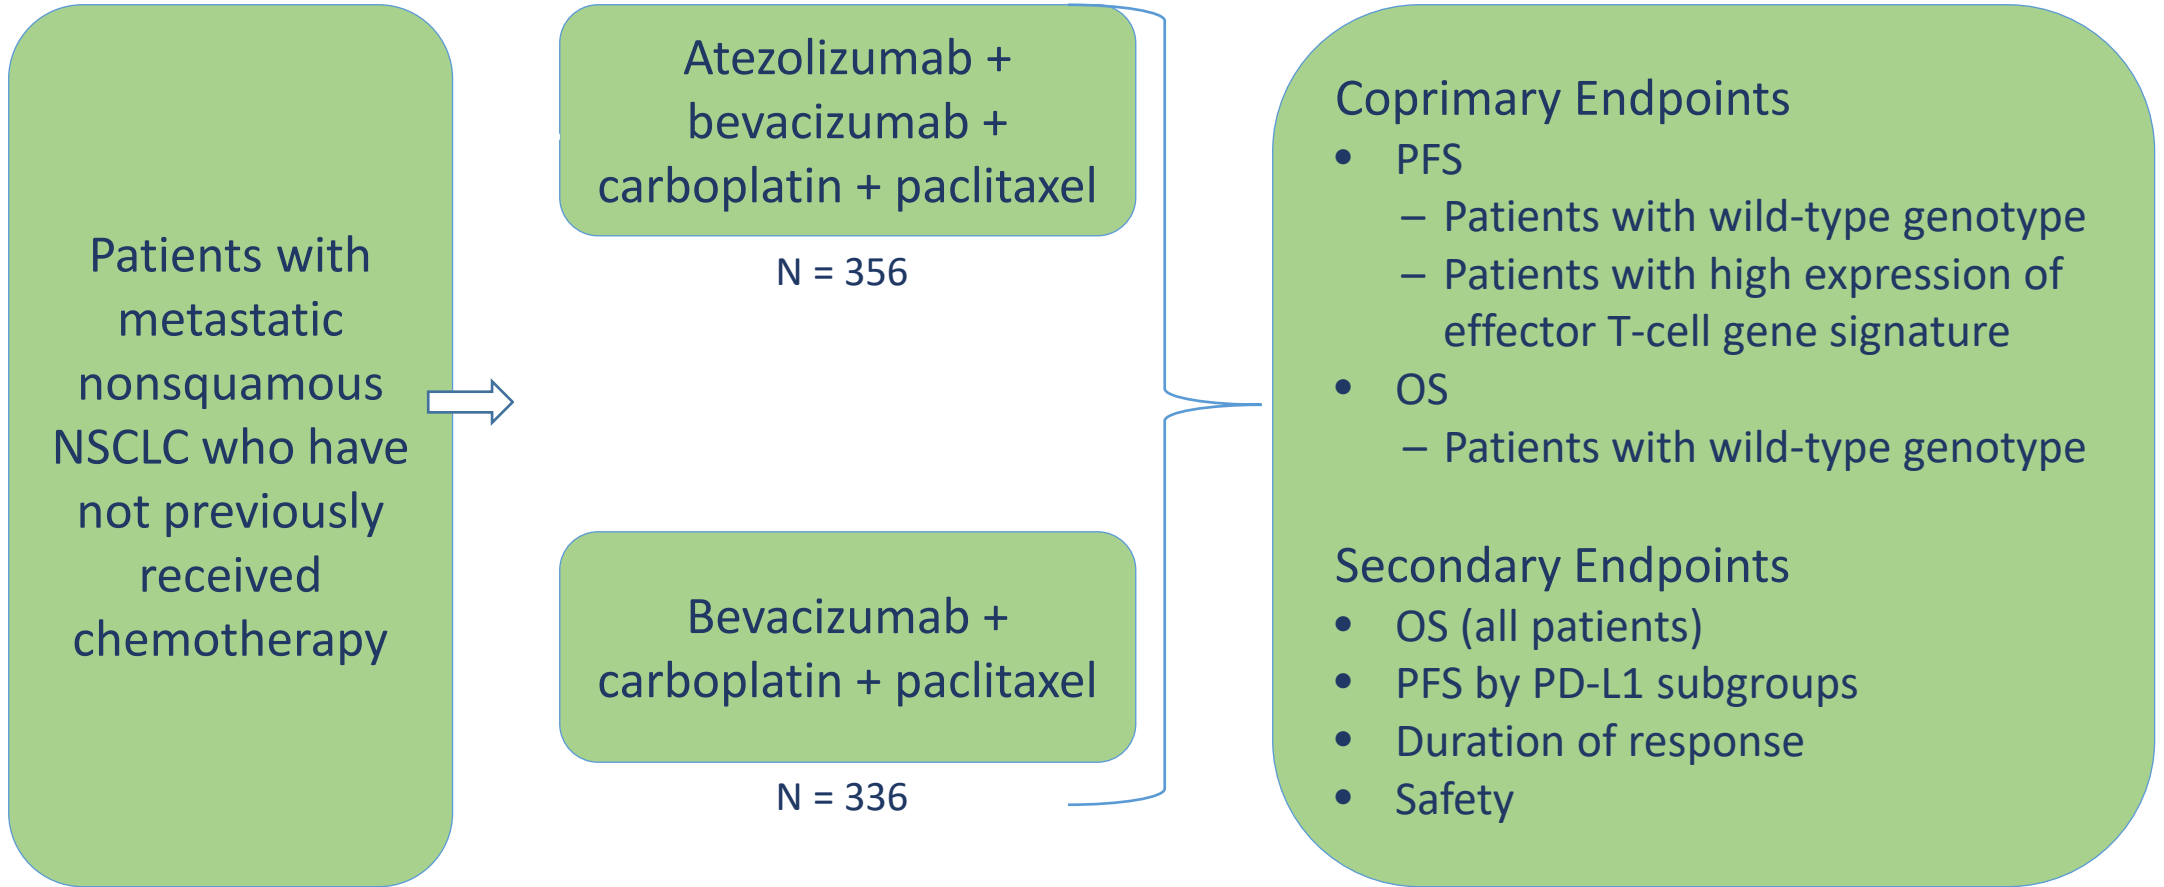 Patients with
metastatic
nonsquamous
NSCLC who have
not previously
received
chemotherapy
Atezolizumab +
bevacizumab +
carboplatin + paclitaxel
N = 356
Bevacizumab +
carboplatin + paclitaxel
N = 336
Coprimary Endpoints
• PFS
– Patients with wild-type genotype
– Patients with high expression of
effector T-cell gene signature
• OS
– Patients with wild-type genotype
Secondary Endpoints
• OS (all patients)
• PFS by PD-L1 subgroups
• Duration of response
• Safety